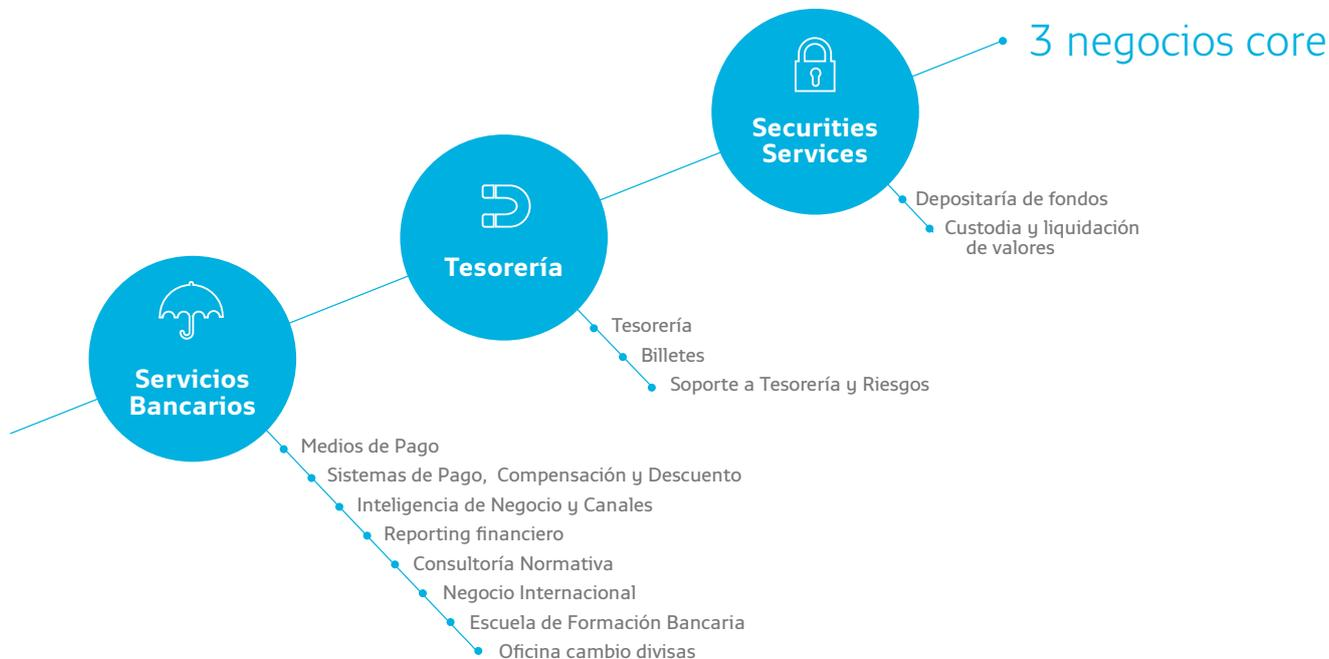 3 negocios core
Securities
Services
Depositaría de fondos
Custodia y liquidación
de valores
Tesorería
Tesorería
Billetes
Soporte a Tesorería y Riesgos
Servicios
Bancarios
Medios de Pago
Sistemas de Pago, Compensación y Descuento
Inteligencia de Negocio y Canales
Reporting financiero
Consultoría Normativa
Negocio Internacional
Escuela de Formación Bancaria
Oficina cambio divisas